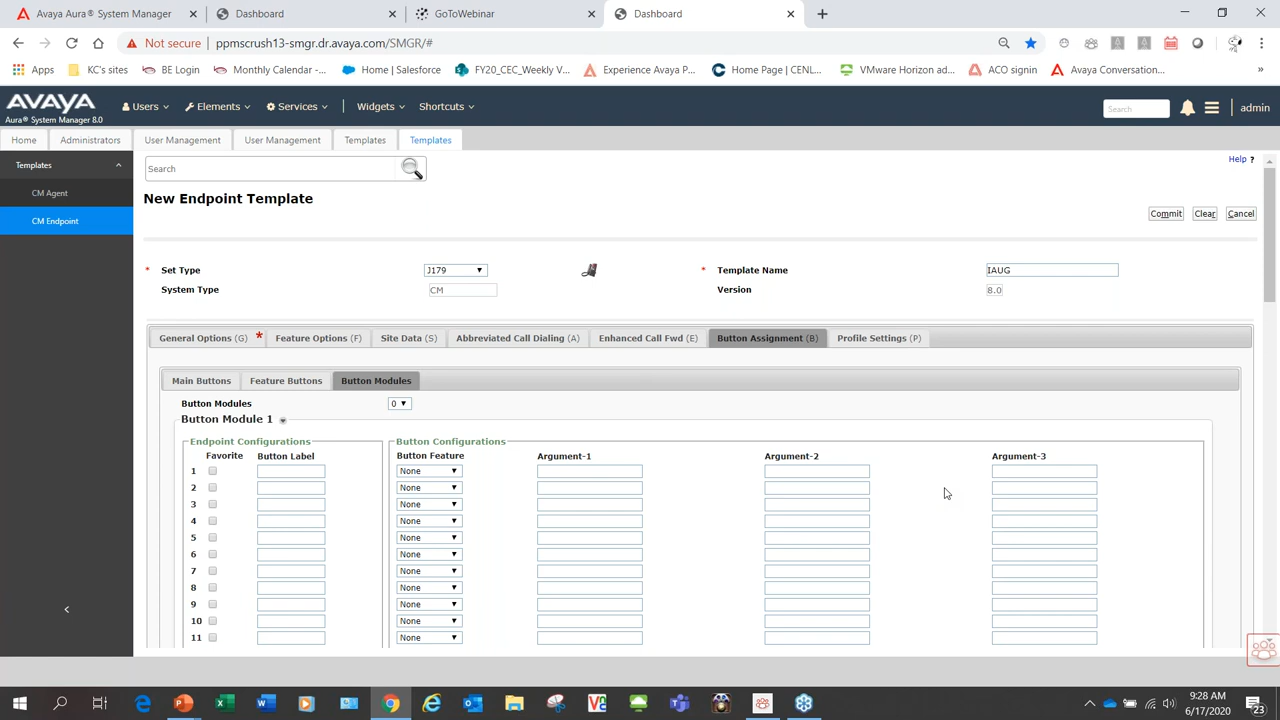 Avaya Aura® System Manager
Dashboard
GoToWebinar
Dashboard
Not secure ppmscrush13-smgr.dr.avaya.com/SMGR/#
Apps KC's sites BE Login Monthly Calendar -... Home | Salesforce FY20_CEC_Weekly V... Experience Avaya P... Home Page | CENL... VMware Horizon ad... ACO signin Avaya Conversation... »
AVAYA
Aura® System Manager 8.0
Users Elements Services Widgets Shortcuts Search admin
Home Administrators User Management User Management Templates Templates
Templates
CM Agent
CM Endpoint
Search
Help ?
New Endpoint Template
Commit Clear Cancel
* Set Type J179 * Template Name IAUG
System Type CM Version 8.0
General Options (G) * Feature Options (F) Site Data (S) Abbreviated Call Dialing (A) Enhanced Call Fwd (E) Button Assignment (B) Profile Settings (P)
Main Buttons Feature Buttons Button Modules
Button Modules 0
Button Module 1
Endpoint Configurations Button Configurations
Favorite Button Label Button Feature Argument-1 Argument-2 Argument-3
1 None
2 None
3 None
4 None
5 None
6 None
7 None
8 None
9 None
10 None
11 None
9:28 AM
6/17/2020
23